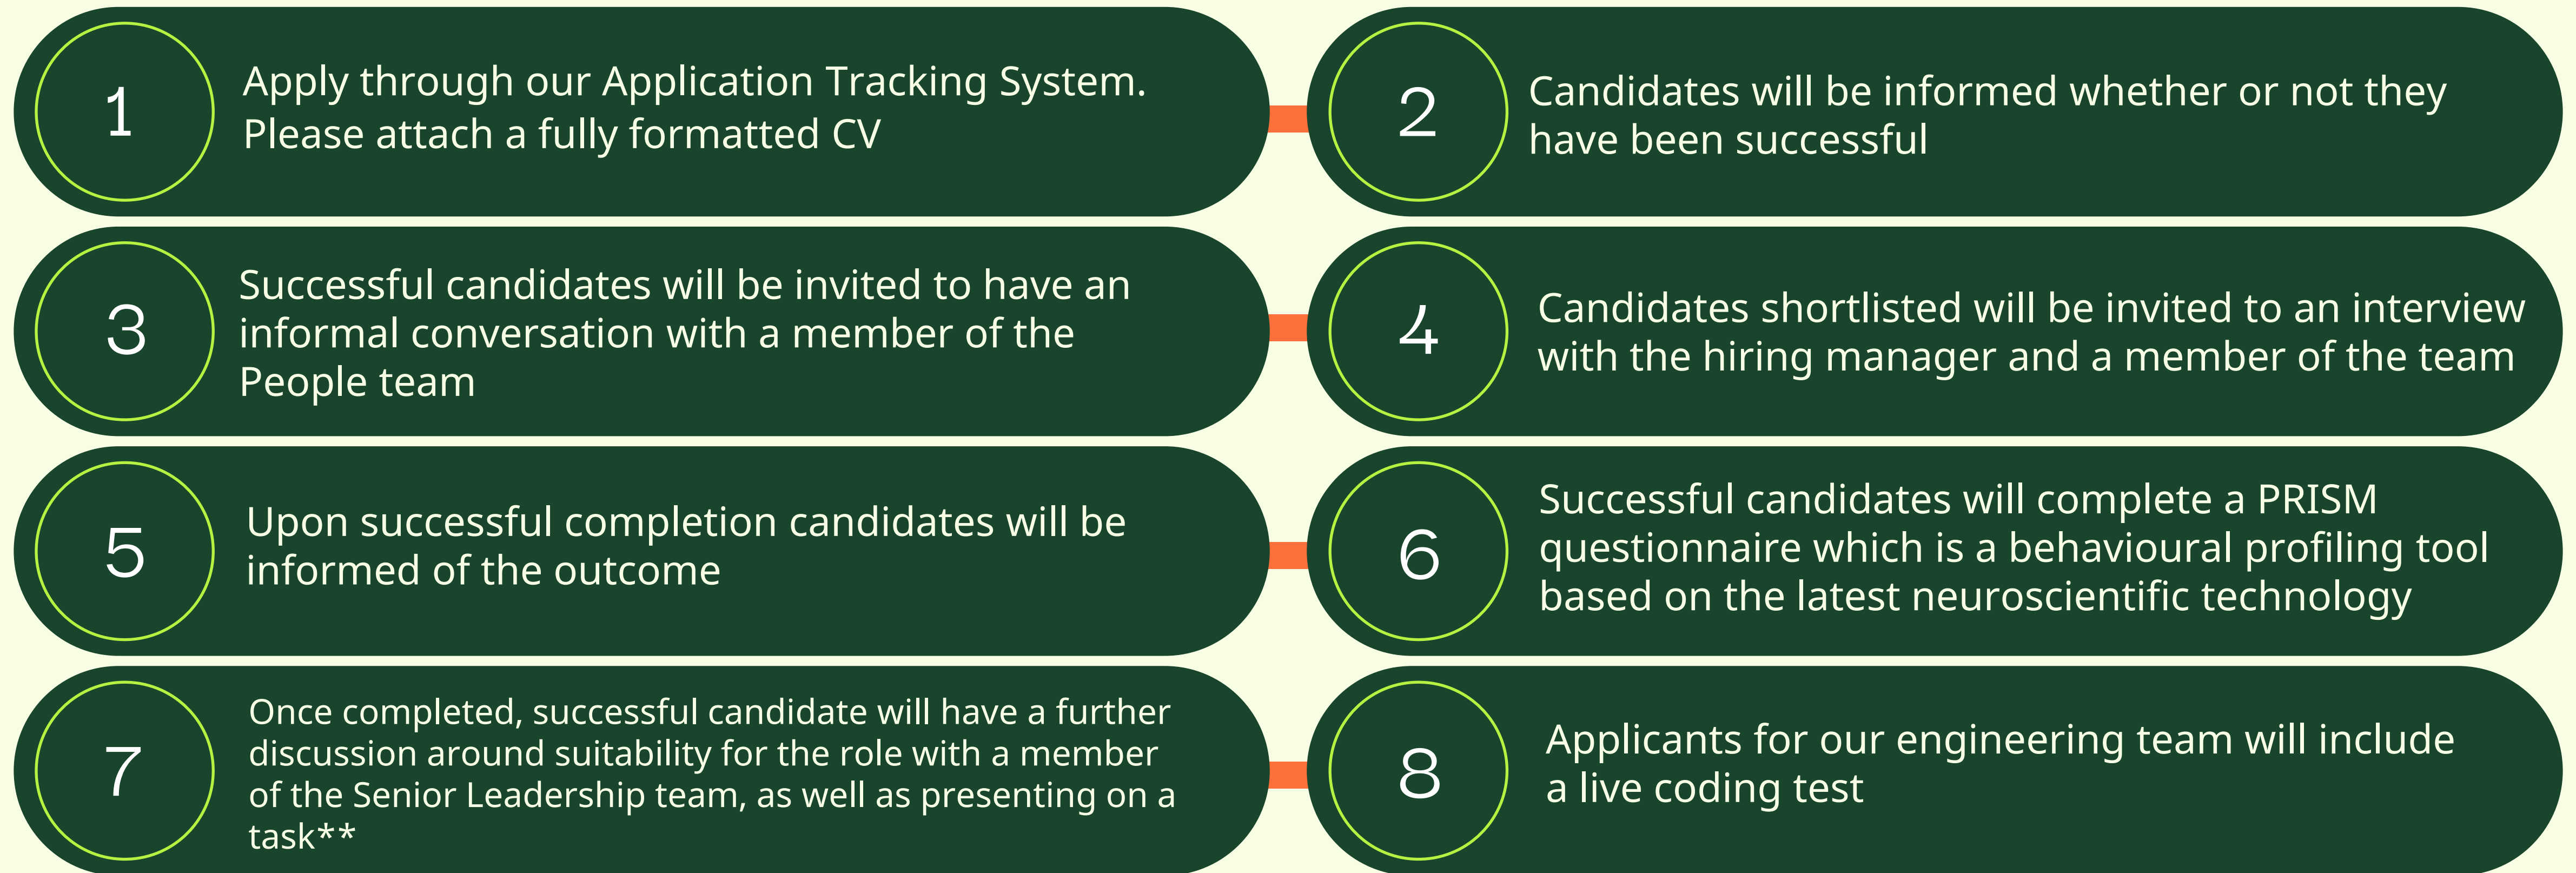 1
Apply through our Application Tracking System.
Please attach a fully formatted CV
2
Candidates will be informed whether or not they
have been successful
3
Successful candidates will be invited to have an
informal conversation with a member of the
People team
4
Candidates shortlisted will be invited to an interview
with the hiring manager and a member of the team
5
Upon successful completion candidates will be
informed of the outcome
6
Successful candidates will complete a PRISM
questionnaire which is a behavioural profiling tool
based on the latest neuroscientific technology
7
Once completed, successful candidate will have a further
discussion around suitability for the role with a member
of the Senior Leadership team, as well as presenting on a
task**
8
Applicants for our engineering team will include
a live coding test